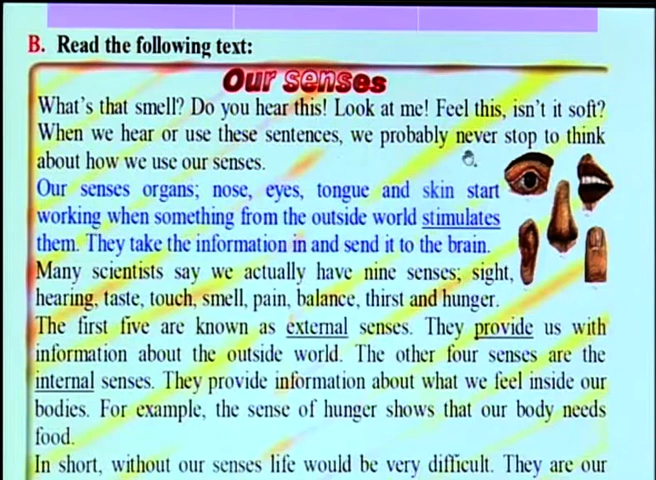 B. Read the following text:
Our senses
What's that smell? Do you hear this! Look at me! Feel this, isn't it soft?
When we hear or use these sentences, we probably never stop to think
about how we use our senses.
Our senses organs; nose, eyes, tongue and skin start
working when something from the outside world stimulates
them. They take the information in and send it to the brain.
Many scientists say we actually have nine senses; sight,
hearing, taste, touch, smell, pain, balance, thirst and hunger.
The first five are known as external senses. They provide us with
information about the outside world. The other four senses are the
internal senses. They provide information about what we feel inside our
bodies. For example, the sense of hunger shows that our body needs
food.
In short, without our senses life would be very difficult. They are our